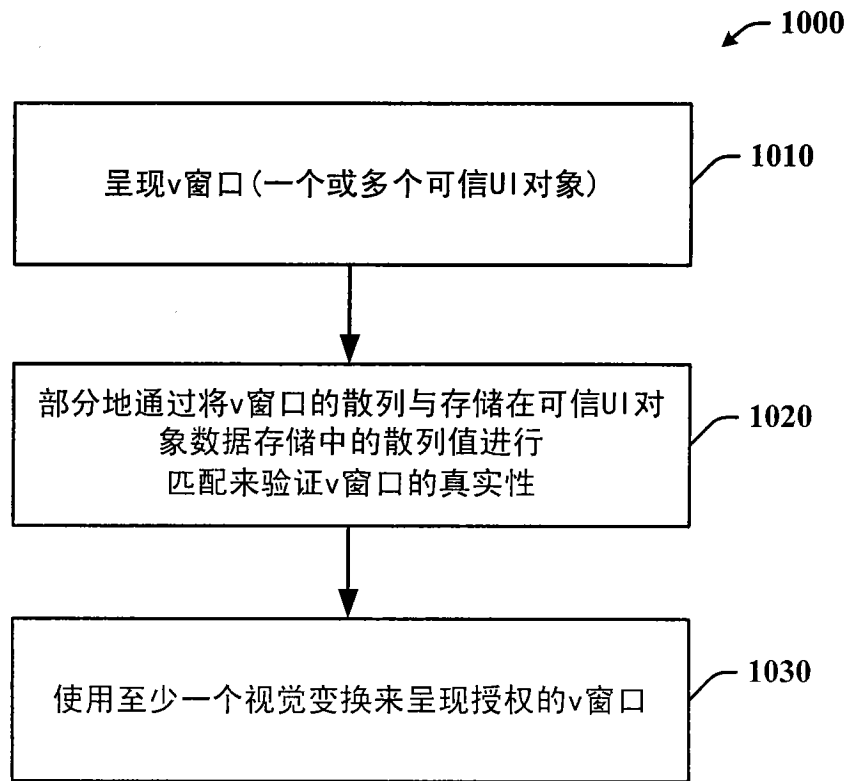 1000
呈现v窗口(一个或多个可信UI对象)
1010
部分地通过将v窗口的散列与存储在可信UI对
象数据存储中的散列值进行
匹配来验证v窗口的真实性
1020
使用至少一个视觉变换来呈现授权的v窗口
1030